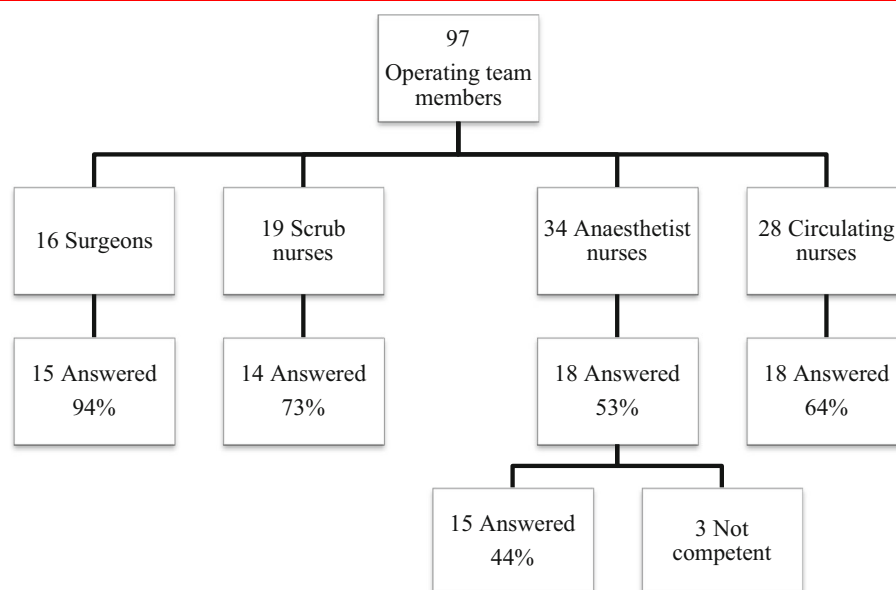 97
Operating team
members
16 Surgeons
19 Scrub
nurses
34 Anaesthetist
nurses
28 Circulating
nurses
15 Answered
94%
14 Answered
73%
18 Answered
53%
18 Answered
64%
15 Answered
44%
3 Not
competent